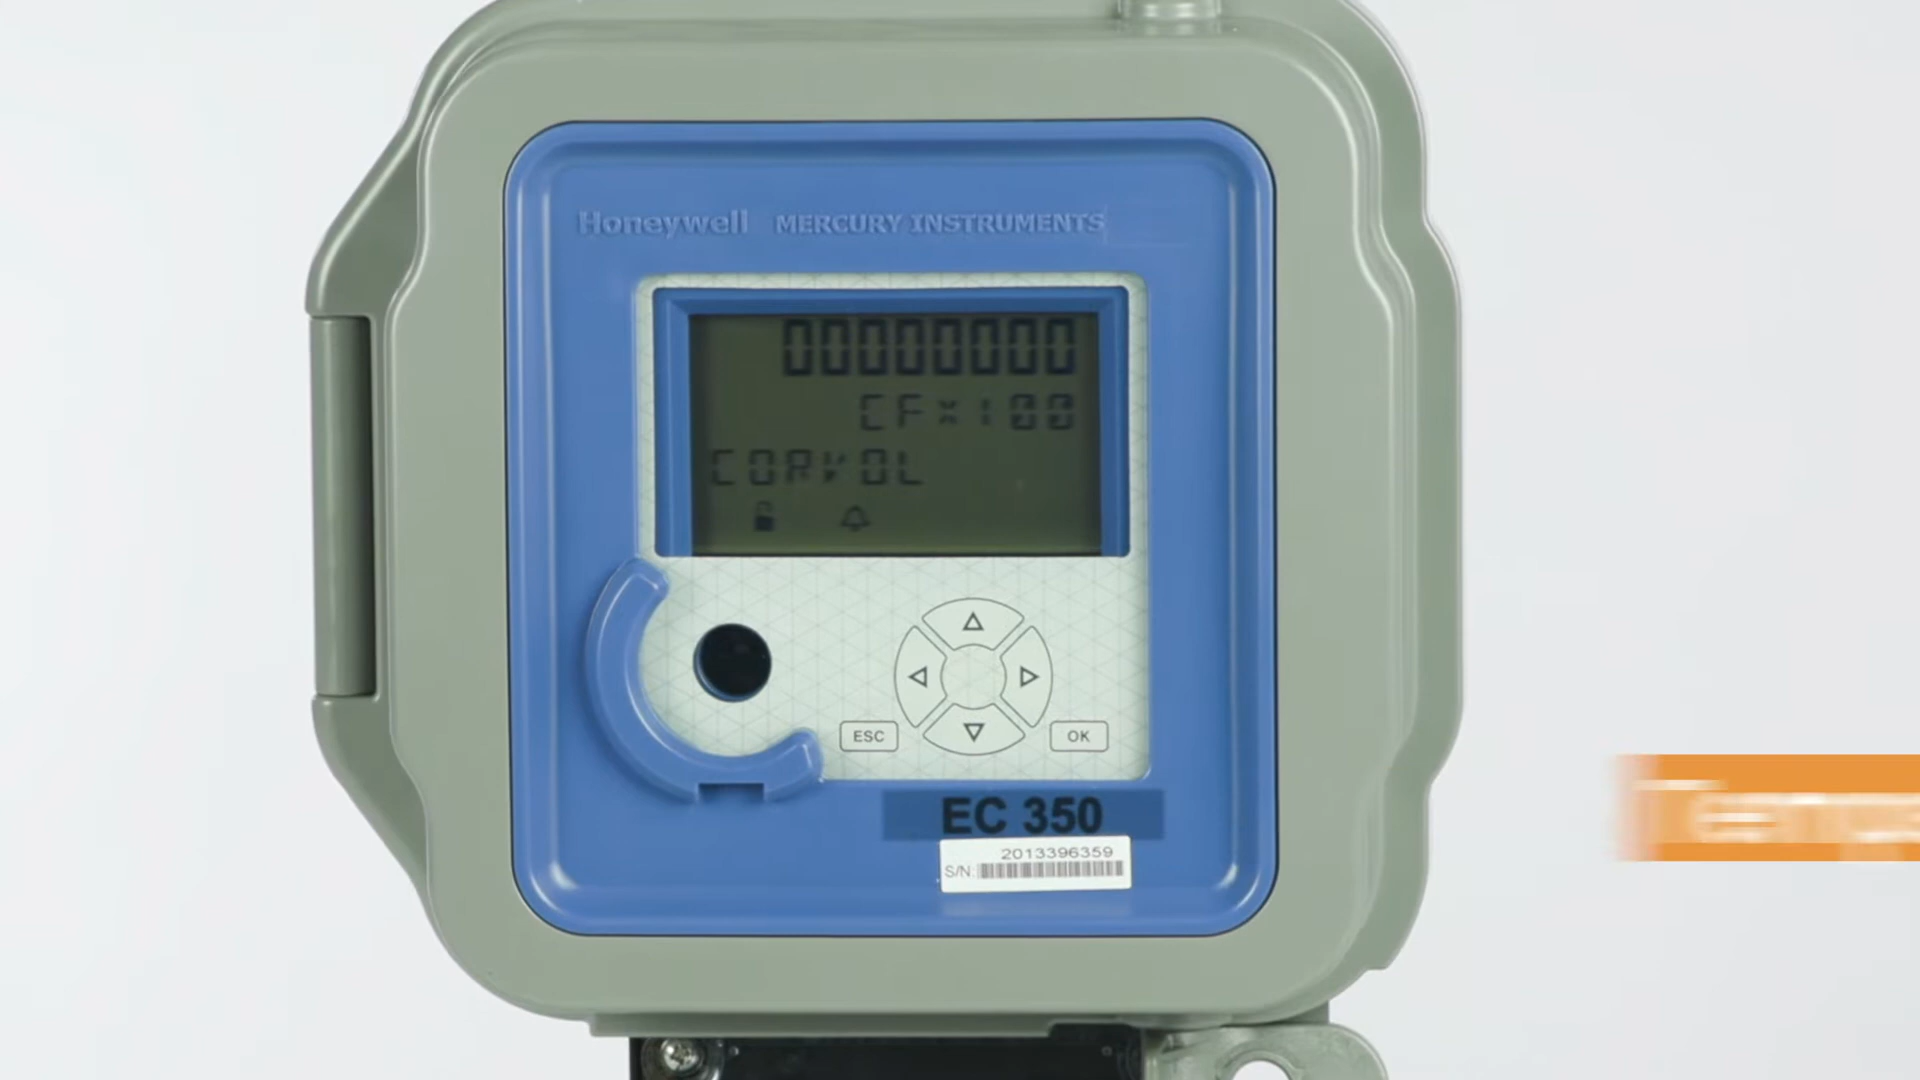 Honeywell MERCURY INSTRUMENTS
00000000
CF×100
CORVOL
ESC
OK
EC 350
2013396359
S/N: